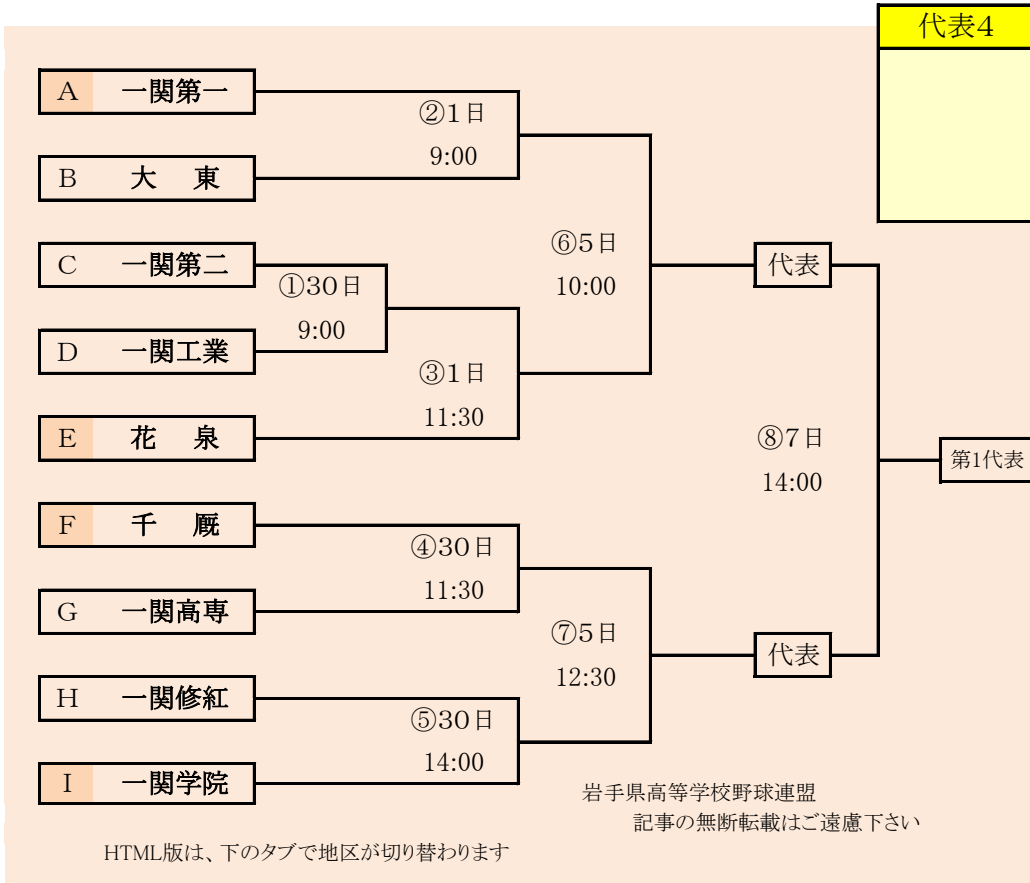 代表4
A 一関第一
②1日
9:00
B 大 東
C 一関第二
①30日
9:00
D 一関工業
③1日
11:30
E 花 泉
⑥5日
10:00
代表
F 千 厩
④30日
11:30
G 一関高専
H 一関修紅
⑤30日
14:00
I 一関学院
⑦5日
12:30
代表
⑧7日
14:00
第1代表
岩手県高等学校野球連盟
記事の無断転載はご遠慮下さい
HTML版は、下のタブで地区が切り替わります